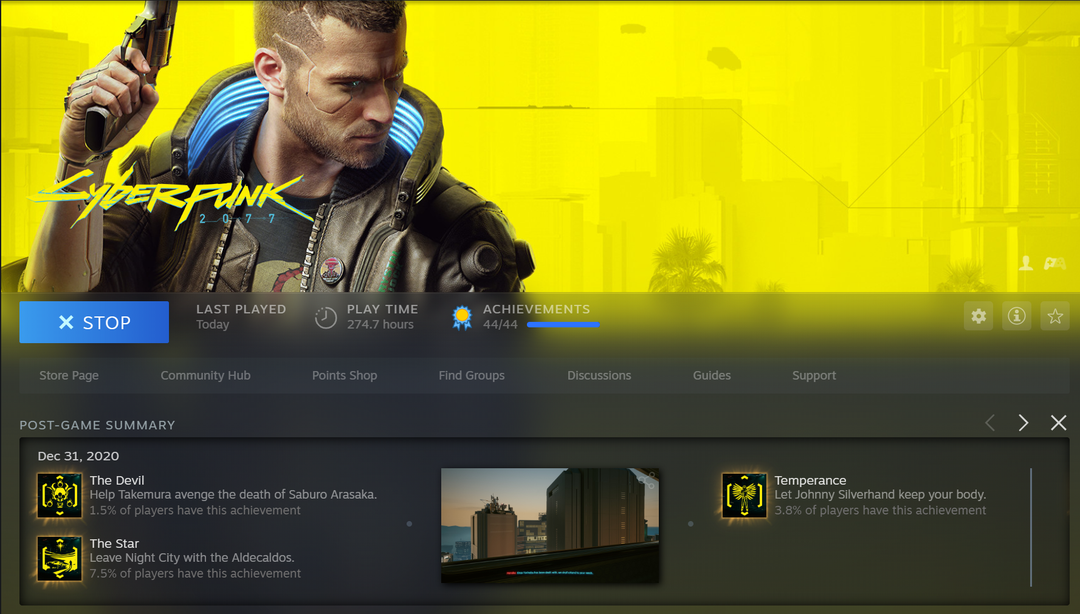 CYBERPUNK
2077
STOP
LAST PLAYED
Today
PLAY TIME
274.7 hours
ACHIEVEMENTS
44/44
Store Page
Community Hub
Points Shop
Find Groups
Discussions
Guides
Support
POST-GAME SUMMARY
Dec 31, 2020
The Devil
Help Takemura avenge the death of Saburo Arasaka.
1.5% of players have this achievement
The Star
Leave Night City with the Aldecaldos.
7.5% of players have this achievement
Temperance
Let Johnny Silverhand keep your body.
3.8% of players have this achievement